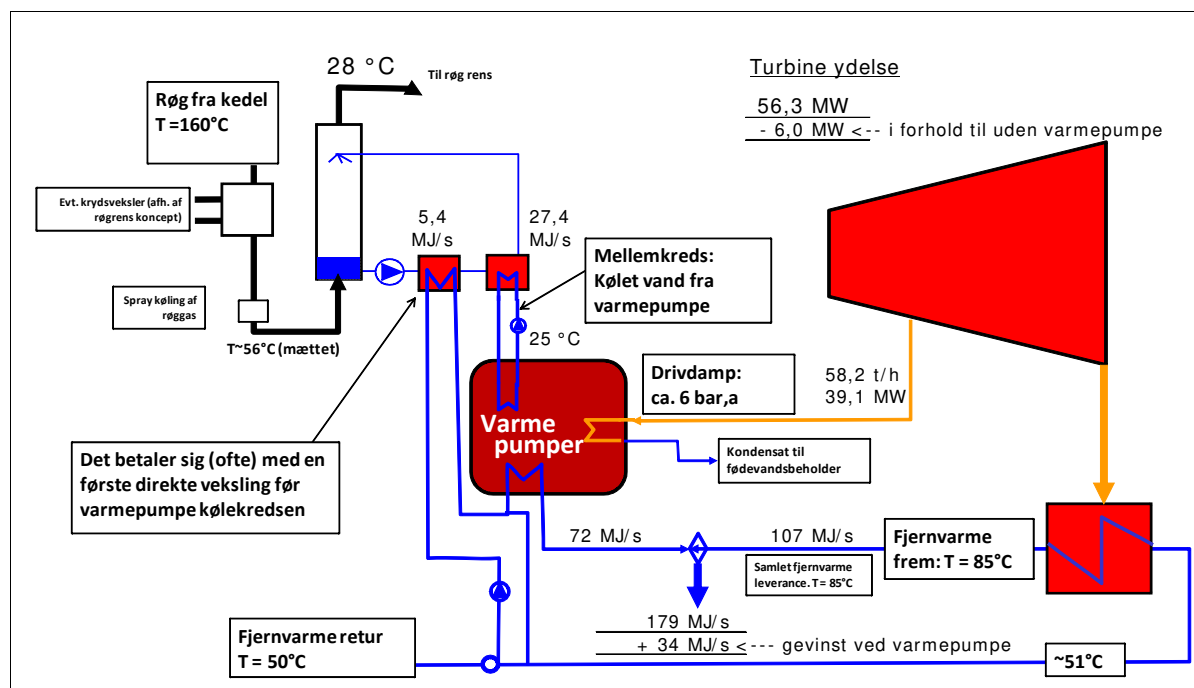 28 °C
Til røg rens
Turbine ydelse
56,3 MW
- 6,0 MW <-- i forhold til uden varmepumpe
Røg fra kedel
T =160°C
Evt. krydsveksler (afh. af
røgrens koncept)
5,4
MJ/s
27,4
MJ/s
Mellemkreds:
Kølet vand fra
varmepumpe
Spray køling af
røggas
T~56°C (mættet)
25 °C
Drivdamp:
ca. 6 bar,a
58,2 t/h
39,1 MW
Varme
pumper
Kondensat til
fødevandsbeholder
Det betaler sig (ofte) med en
første direkte veksling før
varmepumpe kølekredsen
72 MJ/s
107 MJ/s
Fjernvarme
frem: T = 85°C
Samlet fjernvarme
leverance. T = 85°C
179 MJ/s
+ 34 MJ/s <--- gevinst ved varmepumpe
Fjernvarme retur
T = 50°C
~51°C